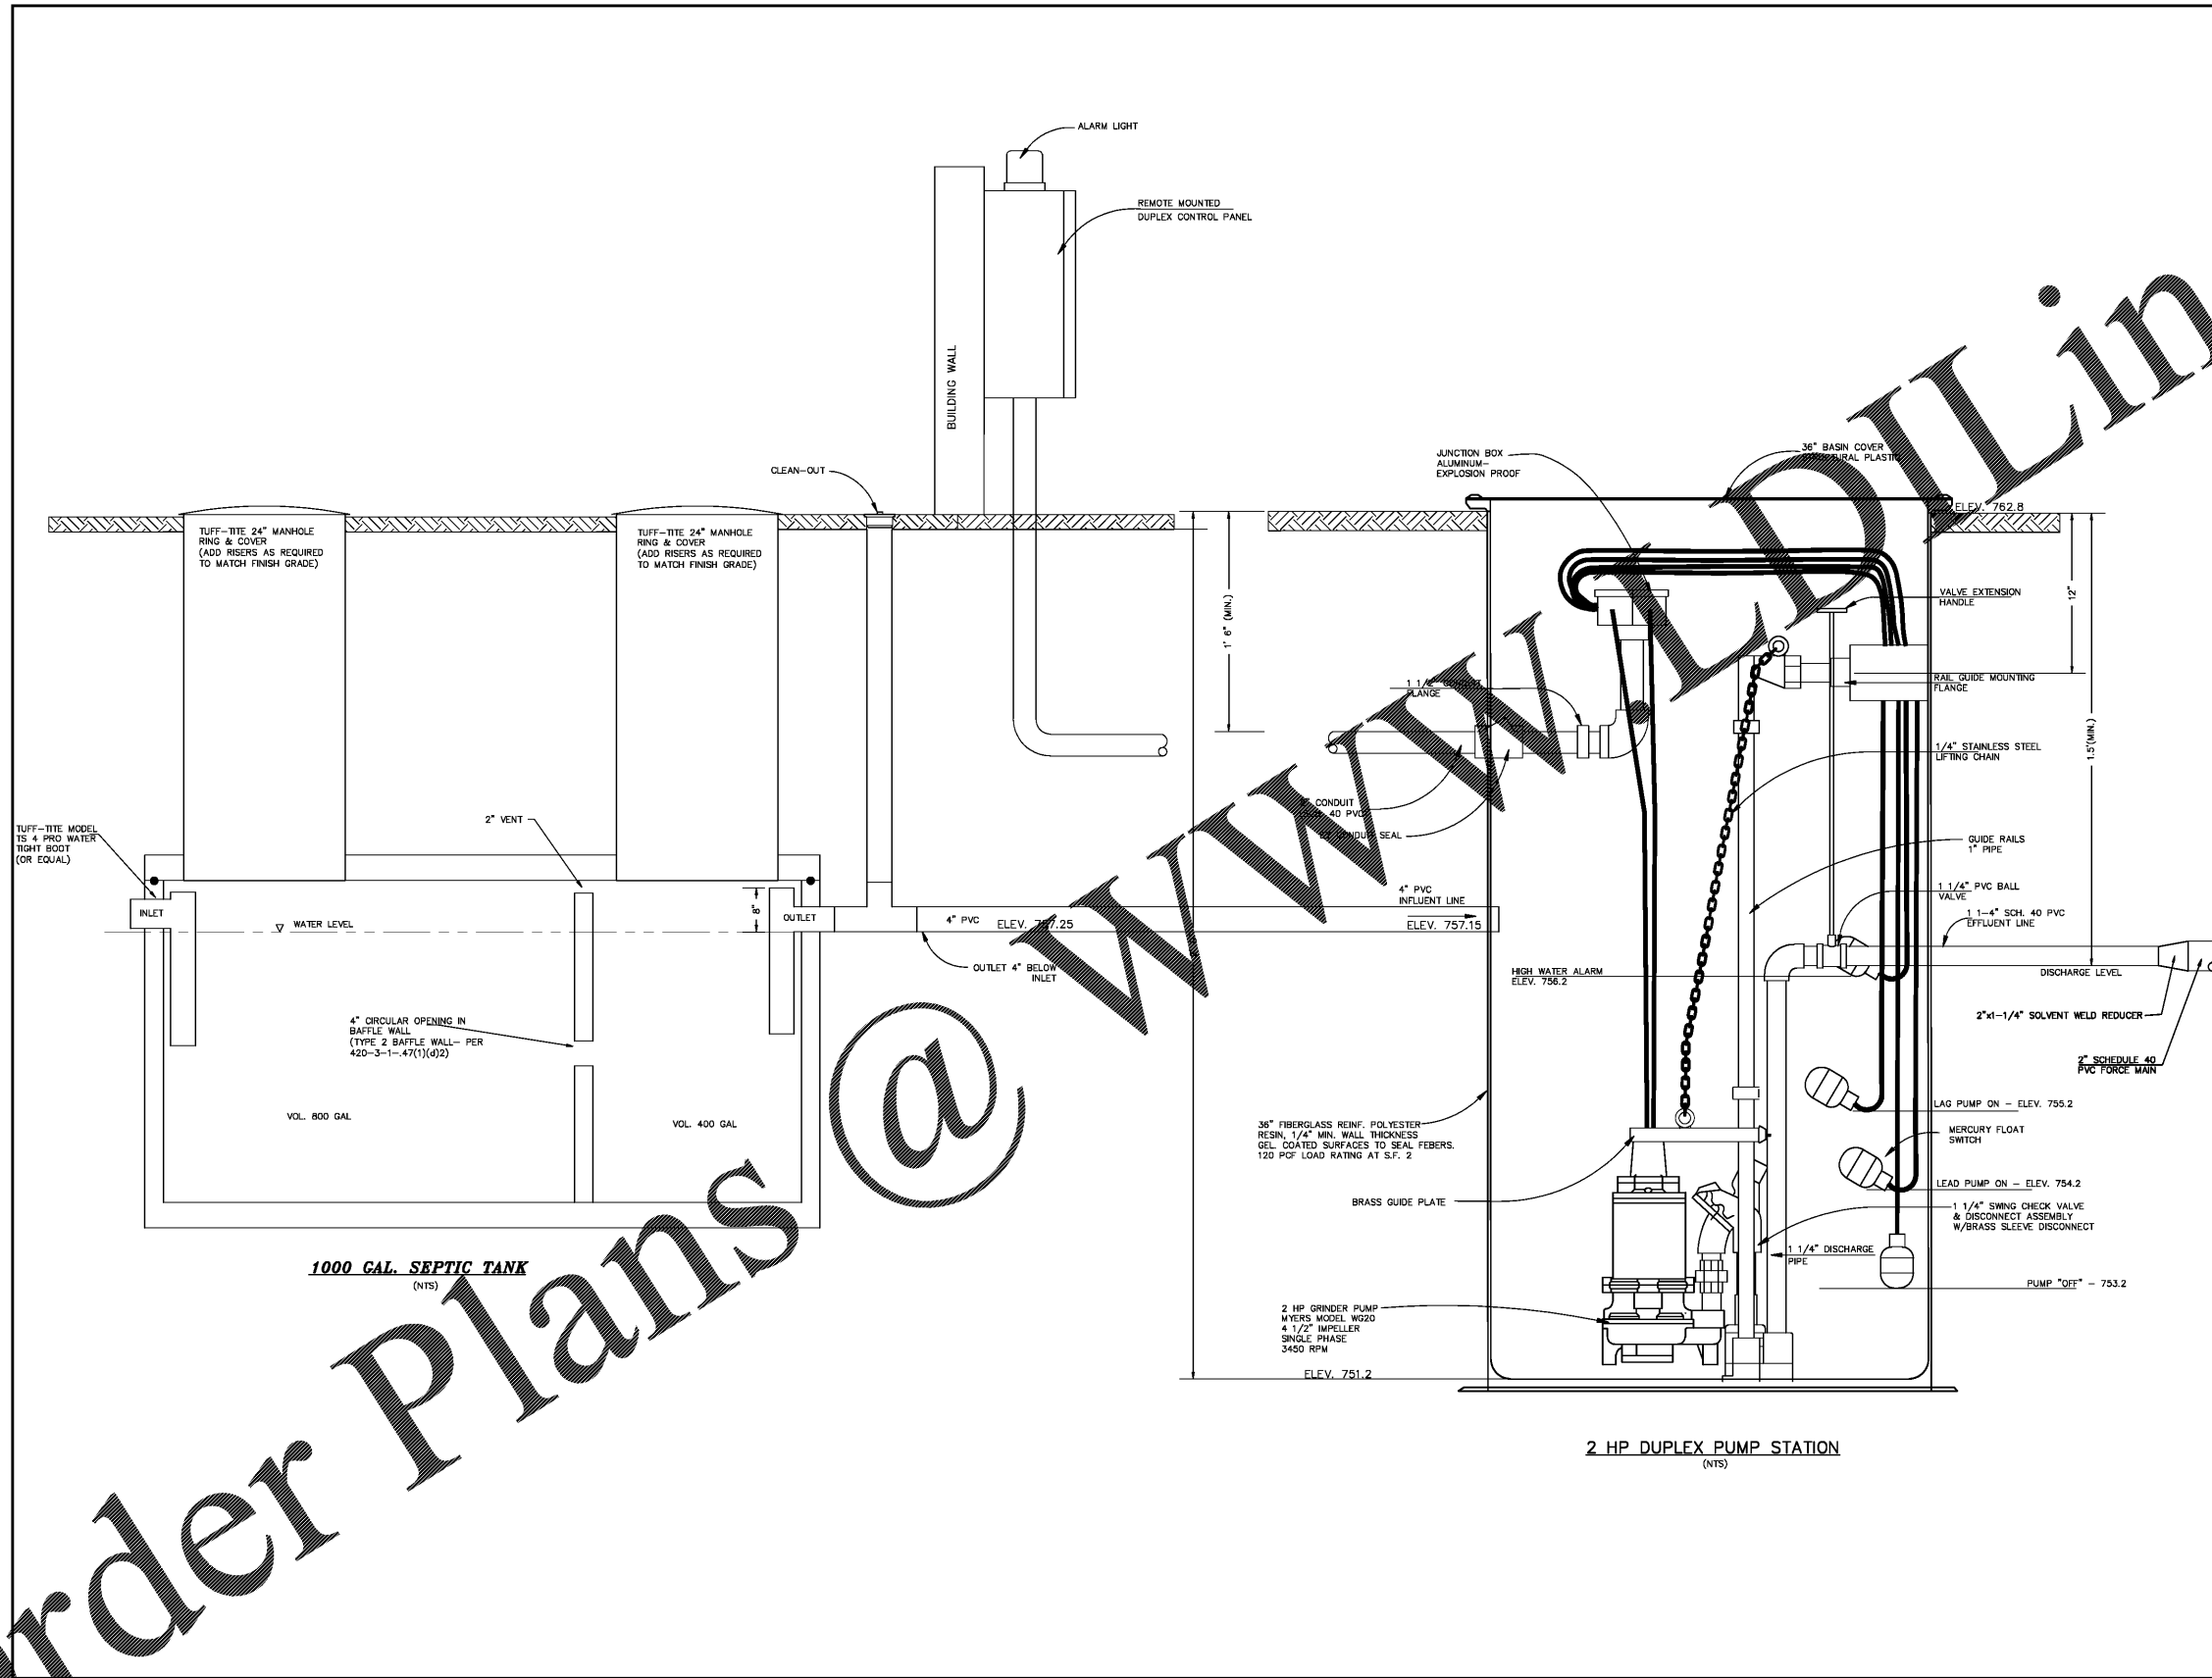 ALARM LIGHT
REMOTE MOUNTED
DUPLEX CONTROL PANEL
BUILDING WALL
CLEAN-OUT
TUFF-TITE 24" MANHOLE
RING & COVER
(ADD RISERS AS REQUIRED
TO MATCH FINISH GRADE)
TUFF-TITE 24" MANHOLE
RING & COVER
(ADD RISERS AS REQUIRED
TO MATCH FINISH GRADE)
TUFF-TITE MODEL
TS 4 PRO WATER
TIGHT BOOT
(OR EQUAL)
2" VENT
INLET
WATER LEVEL
8"
OUTLET
4" PVC
ELEV. 757.25
OUTLET 4" BELOW
INLET
4" CIRCULAR OPENING IN
BAFFLE WALL
(TYPE 2 BAFFLE WALL- PER
420-3-1-.47(1)(d)2)
VOL. 800 GAL
VOL. 400 GAL
1000 GAL. SEPTIC TANK
(NTS)
1' 6" (MIN.)
JUNCTION BOX
ALUMINUM-
EXPLOSION PROOF
36" BASIN COVER
PLASTIC
ELEV. 762.8
12"
VALVE EXTENSION
HANDLE
1 1/2"
FLANGE
RAIL GUIDE MOUNTING
FLANGE
1.5'(MIN.)
1/4" STAINLESS STEEL
LIFTING CHAIN
CONDUIT
40 PVC
SEAL
GUIDE RAILS
1" PIPE
4" PVC
INFLUENT LINE
ELEV. 757.15
1 1/4" PVC BALL
VALVE
1 1-4" SCH. 40 PVC
EFFLUENT LINE
HIGH WATER ALARM
ELEV. 756.2
DISCHARGE LEVEL
2"x1-1/4" SOLVENT WELD REDUCER
2" SCHEDULE 40
PVC FORCE MAIN
LAG PUMP ON - ELEV. 755.2
36" FIBERGLASS REINF. POLYESTER
RESIN, 1/4" MIN. WALL THICKNESS
GEL COATED SURFACES TO SEAL FEBERS.
120 PCF LOAD RATING AT S.F. 2
MERCURY FLOAT
SWITCH
BRASS GUIDE PLATE
LEAD PUMP ON - ELEV. 754.2
1 1/4" SWING CHECK VALVE
& DISCONNECT ASSEMBLY
W/BRASS SLEEVE DISCONNECT
1 1/4" DISCHARGE
PIPE
PUMP "OFF" - 753.2
2 HP GRINDER PUMP
MYERS MODEL WG20
4 1/2" IMPELLER
SINGLE PHASE
3450 RPM
ELEV. 751.2
2 HP DUPLEX PUMP STATION
(NTS)
rder Plans @ www.LDILin